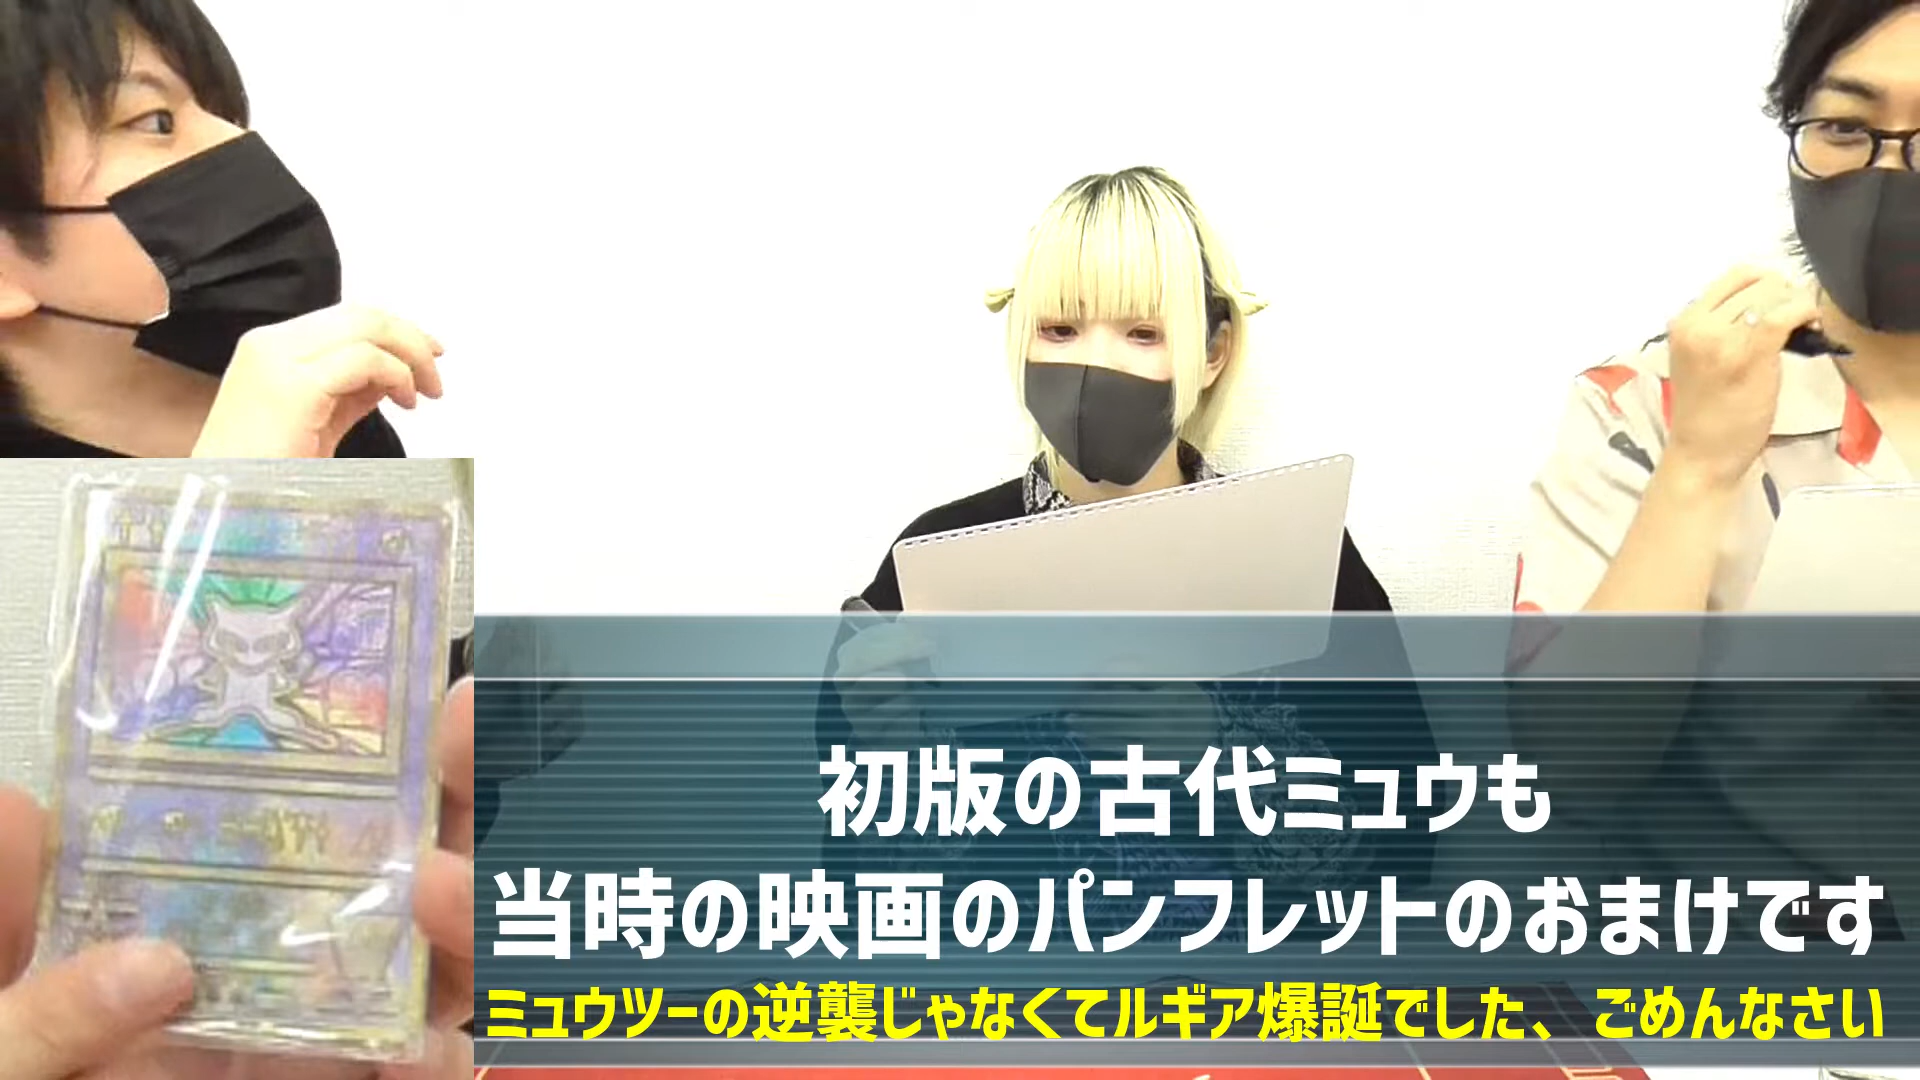 初版の古代ミュウも
当時の映画のパンフレットのおまけです
ミュウツーの逆襲じゃなくてルギア爆誕でした、ごめんなさい